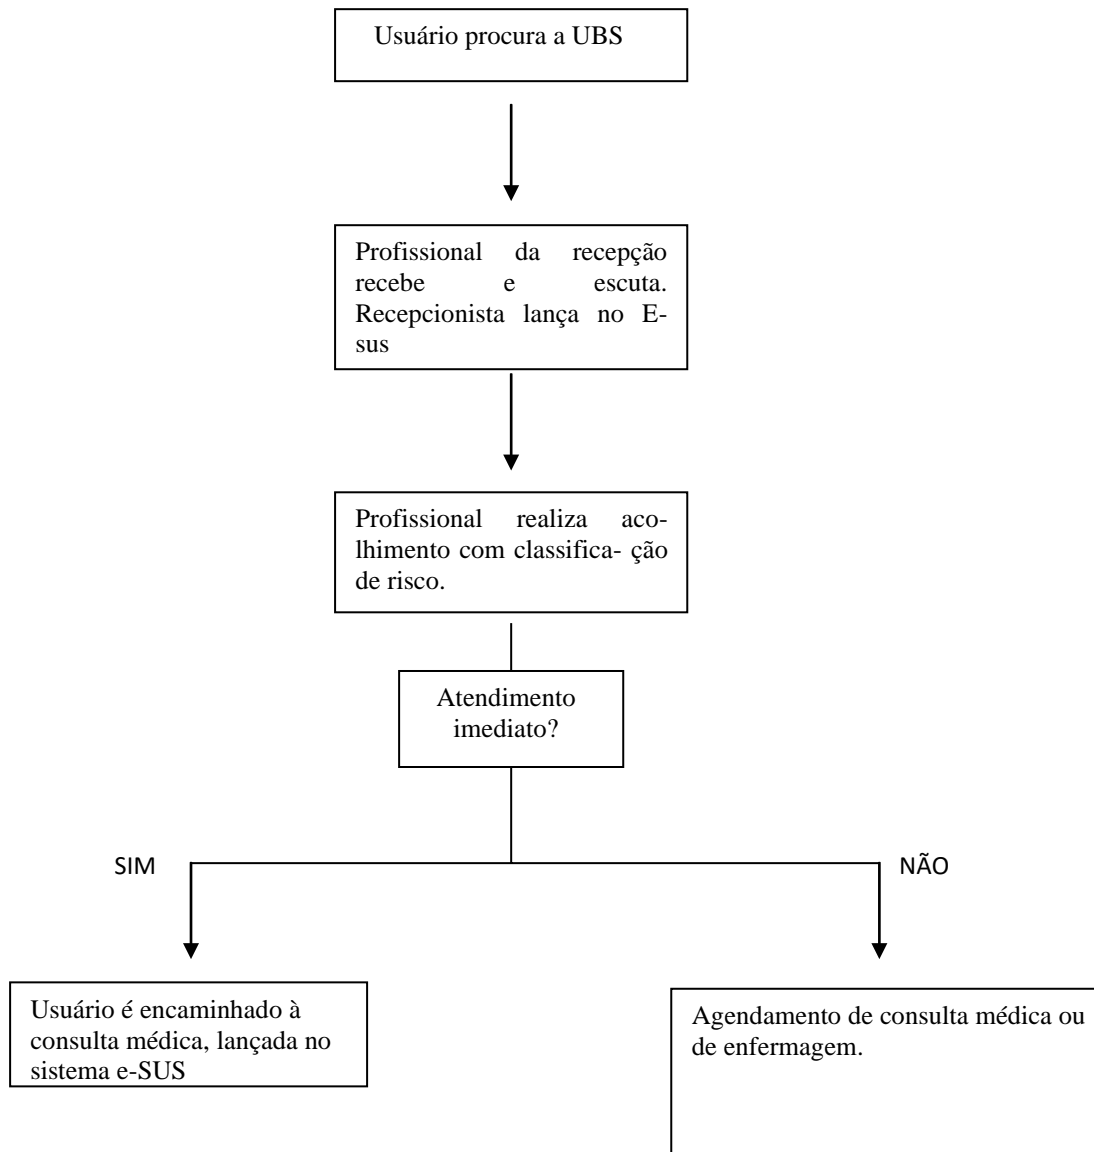 Usuário procura a UBS
Profissional da recepção
recebe e escuta.
Recepcionista lança no E-
sus
Profissional realiza aco-
lhimento com classifica- ção
de risco.
Atendimento
imediato?
SIM
NÃO
Usuário é encaminhado à
consulta médica, lançada no
sistema e-SUS
Agendamento de consulta médica ou
de enfermagem.